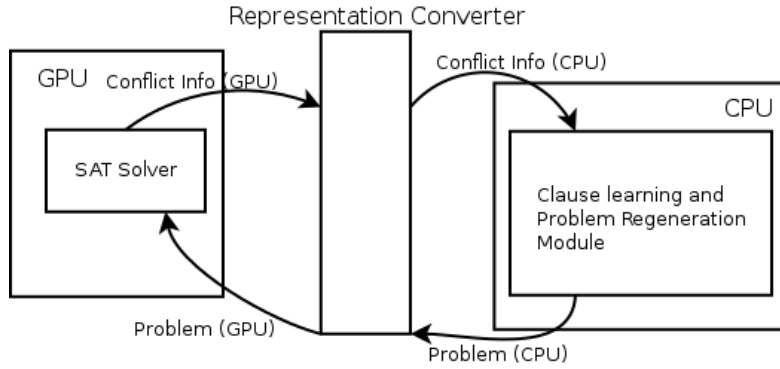 Representation Converter
GPU
Conflict Info (GPU)
Conflict Info (CPU)
CPU
SAT Solver
Clause learning and
Problem Regeneration
Module
Problem (GPU)
Problem (CPU)